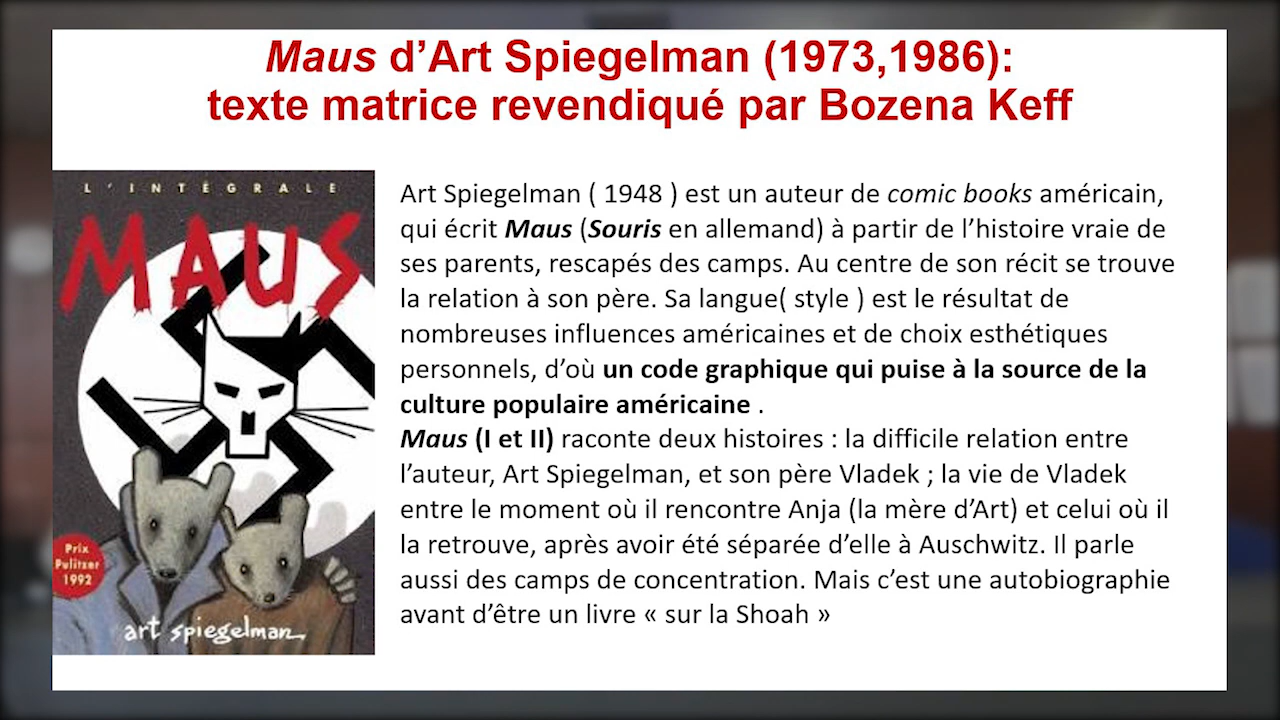 Maus d’Art Spiegelman (1973,1986):
texte matrice revendiqué par Bozena Keff
L'INTÉGRALE
MAUS
Prix
Pulitzer
1992
art spiegelman
Art Spiegelman ( 1948 ) est un auteur de comic books américain,
qui écrit Maus (Souris en allemand) à partir de l’histoire vraie de
ses parents, rescapés des camps. Au centre de son récit se trouve
la relation à son père. Sa langue( style ) est le résultat de
nombreuses influences américaines et de choix esthétiques
personnels, d’où un code graphique qui puise à la source de la
culture populaire américaine .
Maus (I et II) raconte deux histoires : la difficile relation entre
l’auteur, Art Spiegelman, et son père Vladek ; la vie de Vladek
entre le moment où il rencontre Anja (la mère d’Art) et celui où il
la retrouve, après avoir été séparée d’elle à Auschwitz. Il parle
aussi des camps de concentration. Mais c’est une autobiographie
avant d’être un livre « sur la Shoah »